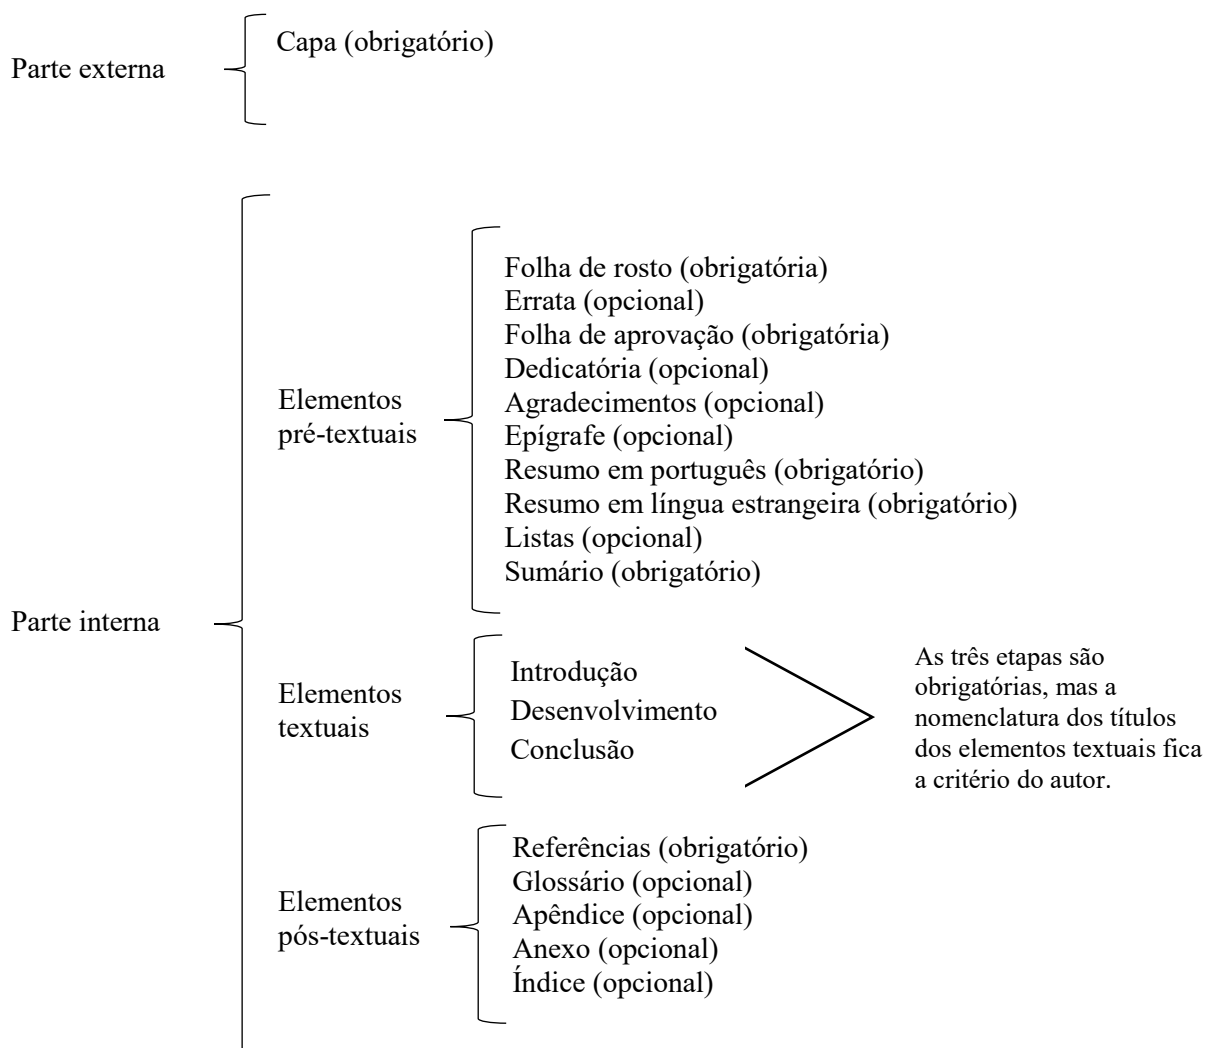 Capa (obrigatório)
Parte externa
Folha de rosto (obrigatória)
Errata (opcional)
Folha de aprovação (obrigatória)
Dedicatória (opcional)
Elementos
pré-textuais
Agradecimentos (opcional)
Epígrafe (opcional)
Resumo em português (obrigatório)
Resumo em língua estrangeira (obrigatório)
Listas (opcional)
Sumário (obrigatório)
Parte interna
Elementos
textuais
Introdução
Desenvolvimento
Conclusão
As três etapas são
obrigatórias, mas a
nomenclatura dos títulos
dos elementos textuais fica
a critério do autor.
Elementos
pós-textuais
Referências (obrigatório)
Glossário (opcional)
Apêndice (opcional)
Anexo (opcional)
Índice (opcional)